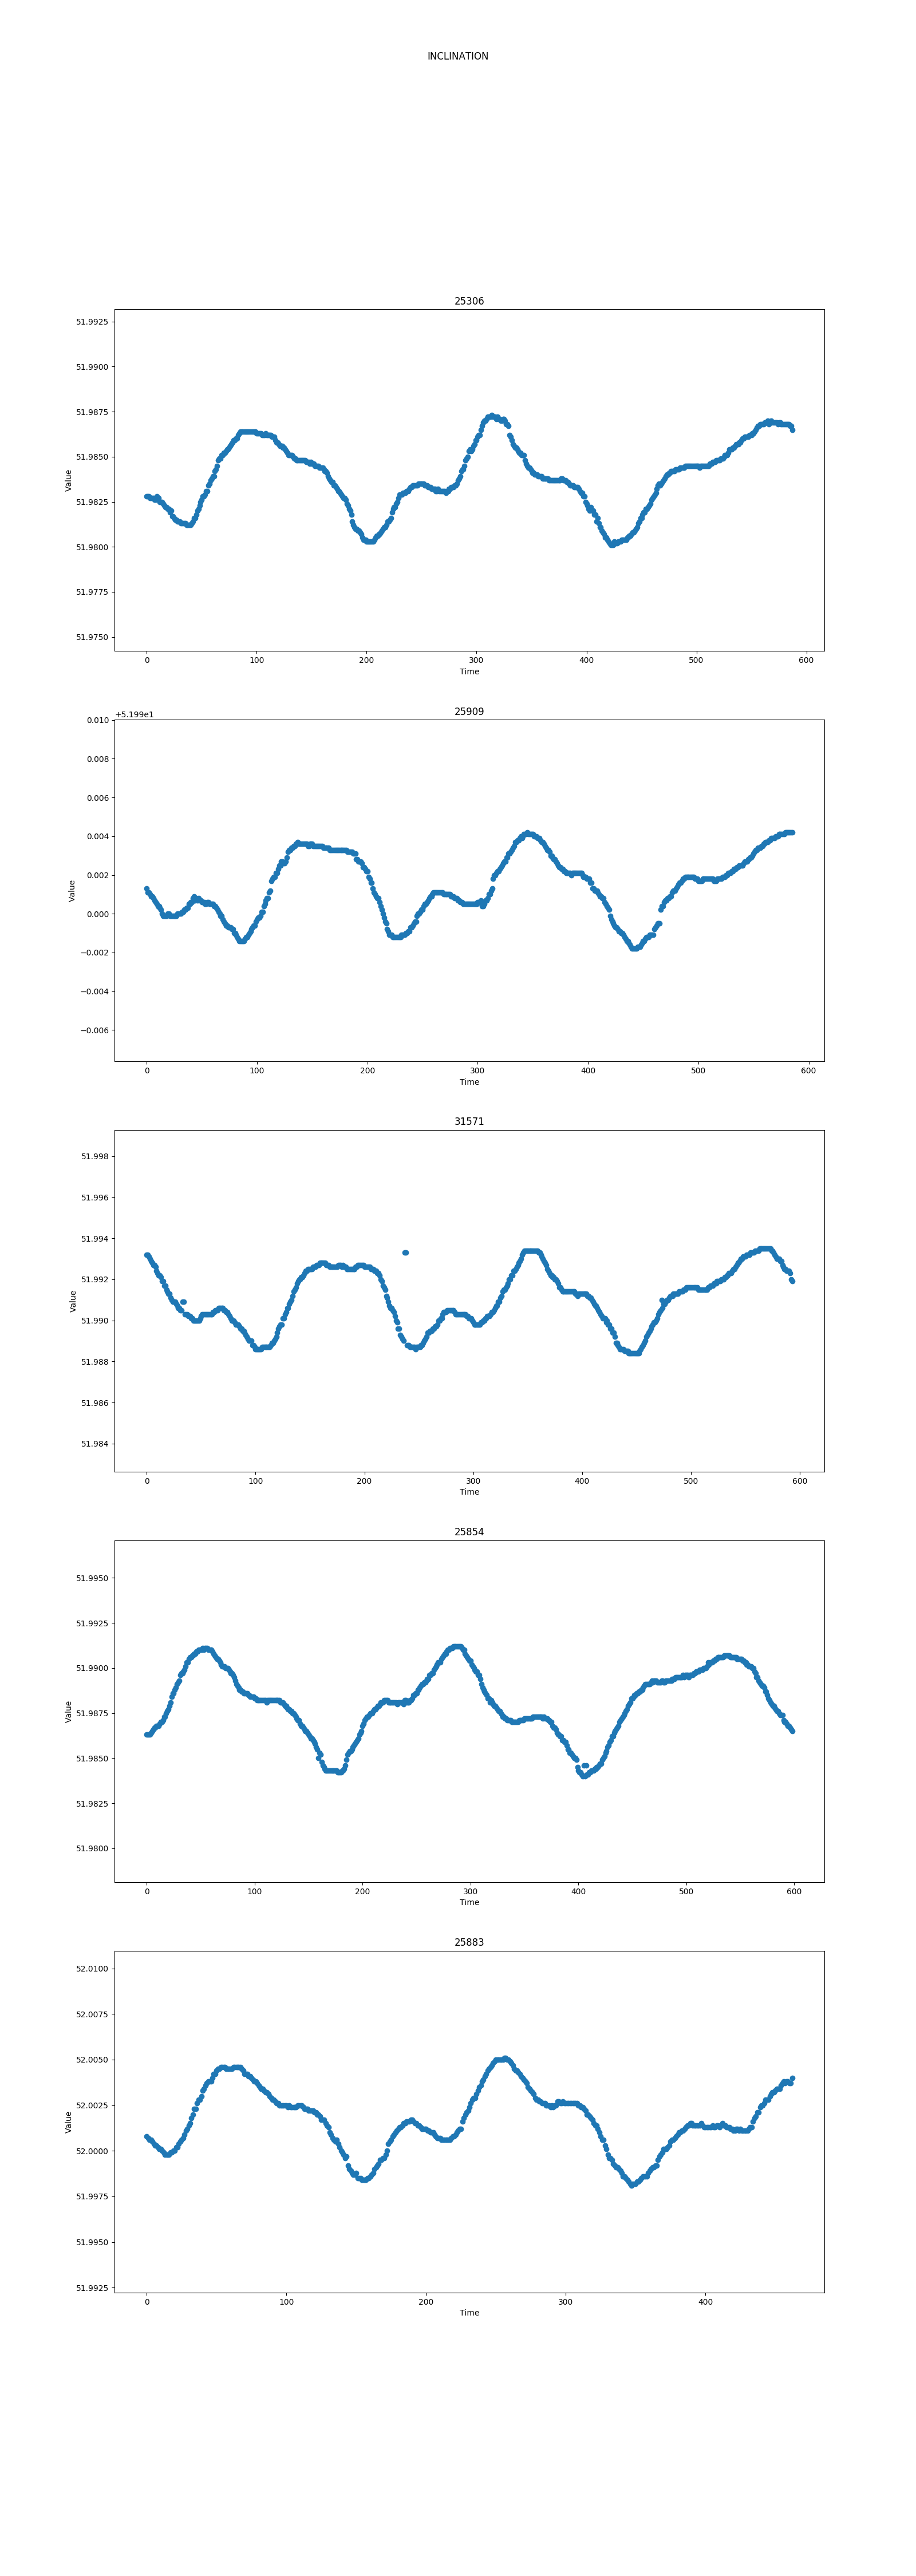 INCLINATION
25306
51.9925
51.9900
51.9875
51.9850
51.9825
51.9800
51.9775
51.9750
Value
0 100 200 300 400 500 600
Time
25909
+5.199e1
0.010
0.008
0.006
0.004
0.002
0.000
−0.002
−0.004
−0.006
Value
0 100 200 300 400 500 600
Time
31571
51.998
51.996
51.994
51.992
51.990
51.988
51.986
51.984
Value
0 100 200 300 400 500 600
Time
25854
51.9950
51.9925
51.9900
51.9875
51.9850
51.9825
51.9800
Value
0 100 200 300 400 500 600
Time
25883
52.0100
52.0075
52.0050
52.0025
52.0000
51.9975
51.9950
51.9925
Value
0 100 200 300 400
Time